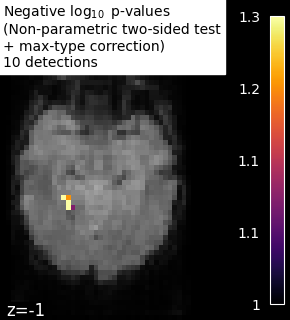 Negative log₁₀ p-values
(Non-parametric two-sided test
+ max-type correction)
10 detections
1.3
1.2
1.1
1.1
1
z=-1